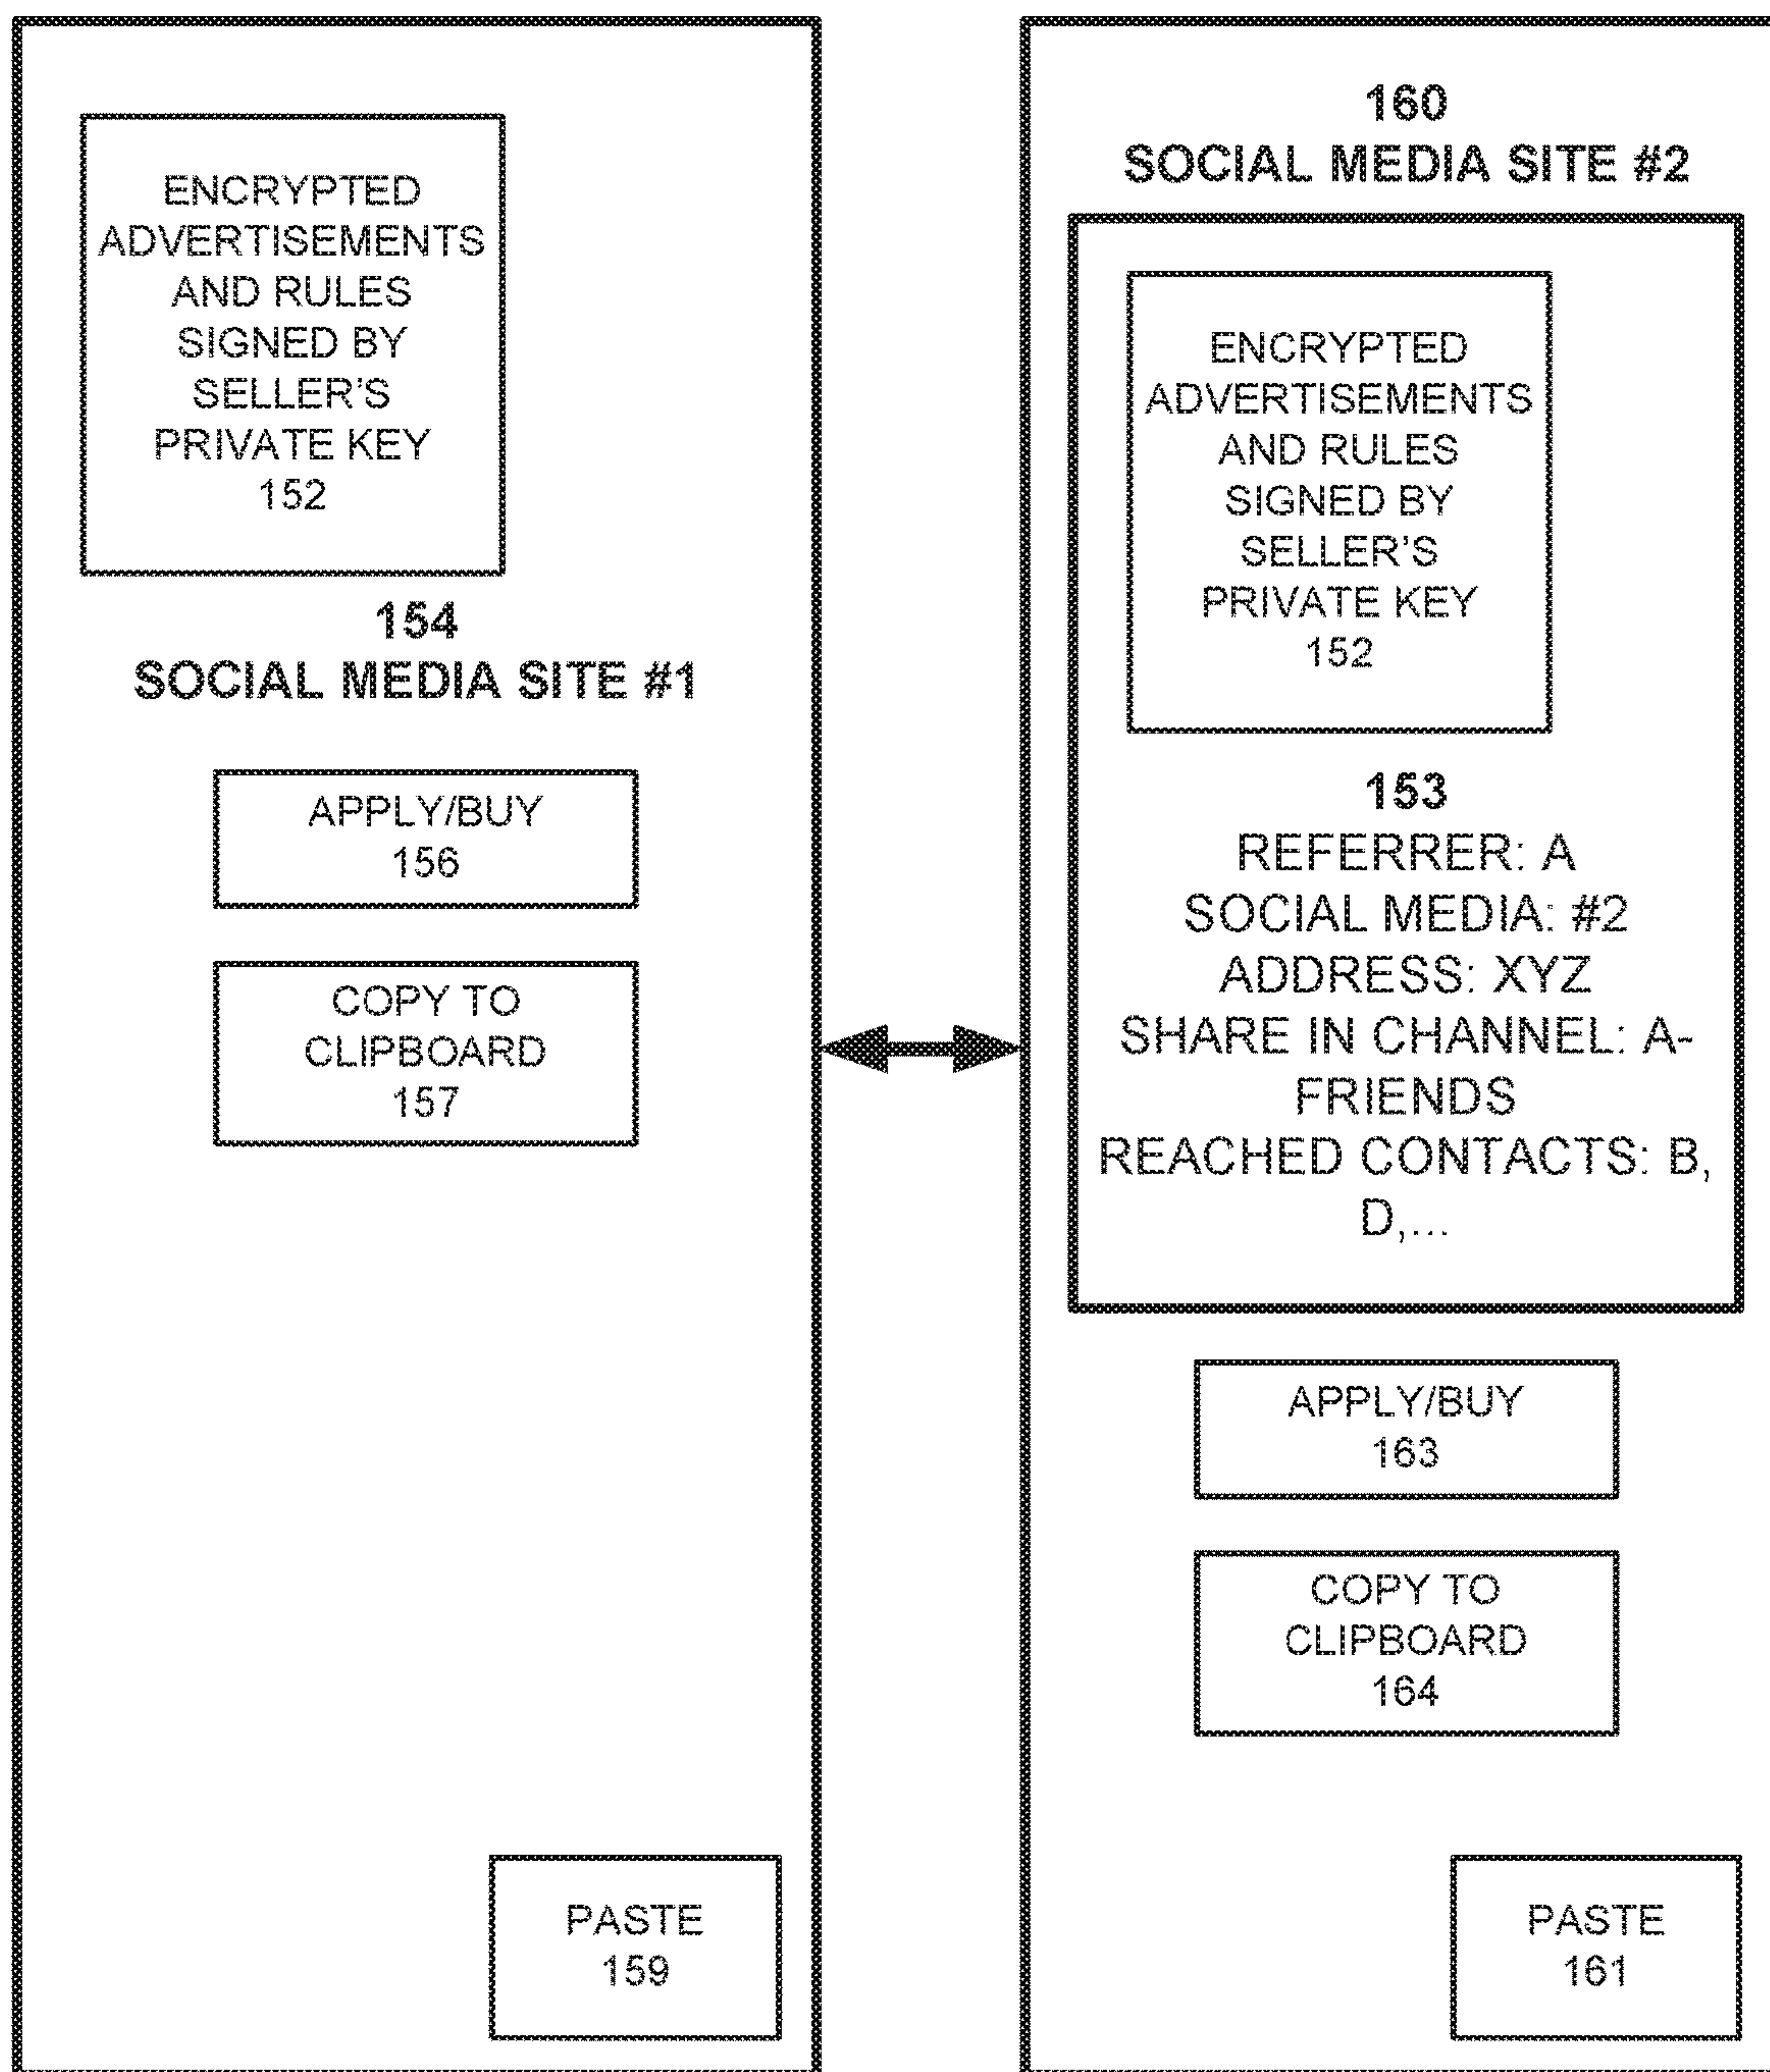 ENCRYPTED
ADVERTISEMENTS
AND RULES
SIGNED BY
SELLER'S
PRIVATE KEY
152
154
SOCIAL MEDIA SITE #1
APPLY/BUY
156
COPY TO
CLIPBOARD
157
PASTE
159
160
SOCIAL MEDIA SITE #2
ENCRYPTED
ADVERTISEMENTS
AND RULES
SIGNED BY
SELLER'S
PRIVATE KEY
152
153
REFERRER: A
SOCIAL MEDIA: #2
ADDRESS: XYZ
SHARE IN CHANNEL: A-
FRIENDS
REACHED CONTACTS: B,
D,...
APPLY/BUY
163
COPY TO
CLIPBOARD
164
PASTE
161